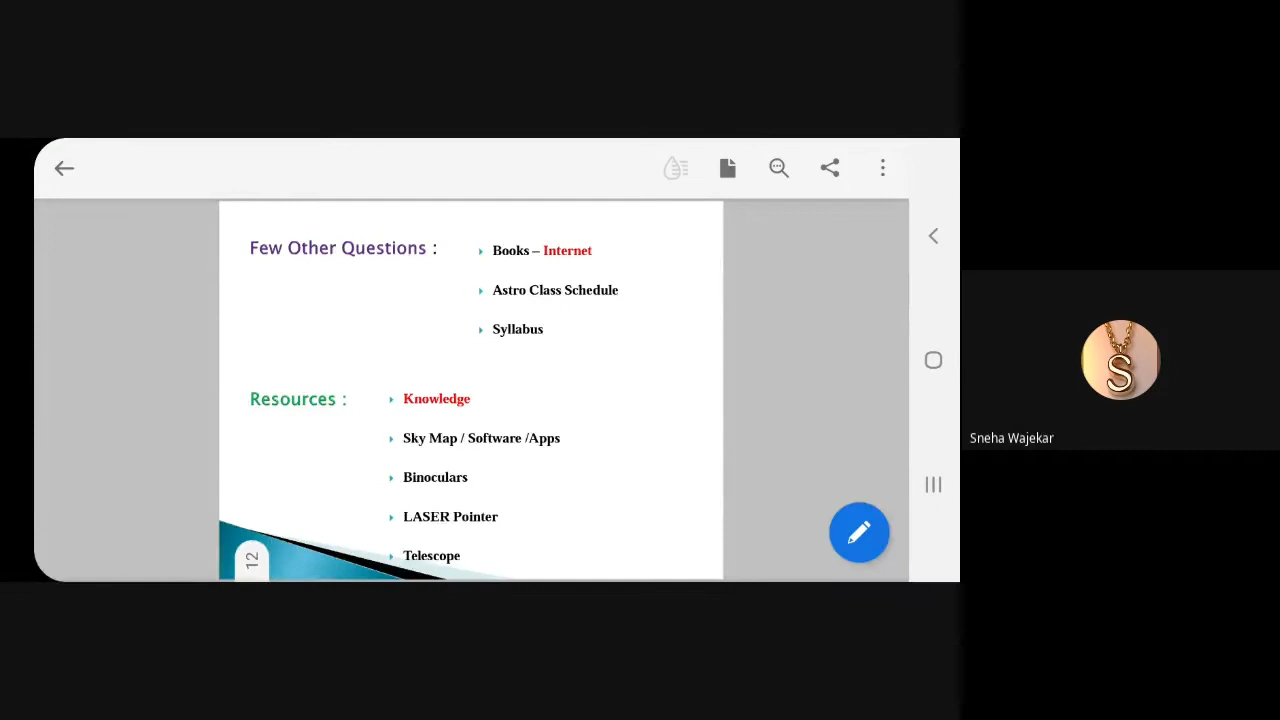 Few Other Questions :
Books – Internet
Astro Class Schedule
Syllabus
Resources :
Knowledge
Sky Map / Software /Apps
Binoculars
LASER Pointer
Telescope
12
S
Sneha Wajekar